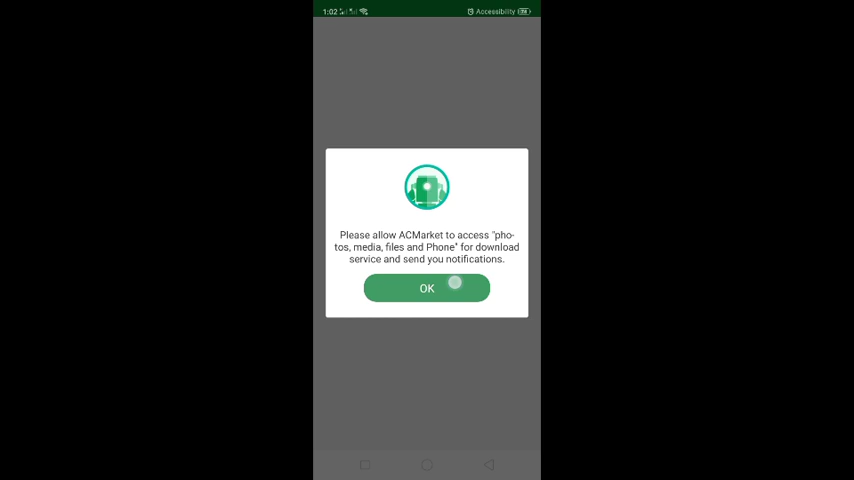 1:02
Accessibility
Please allow ACMarket to access "pho-
tos, media, files and Phone" for download
service and send you notifications.
OK